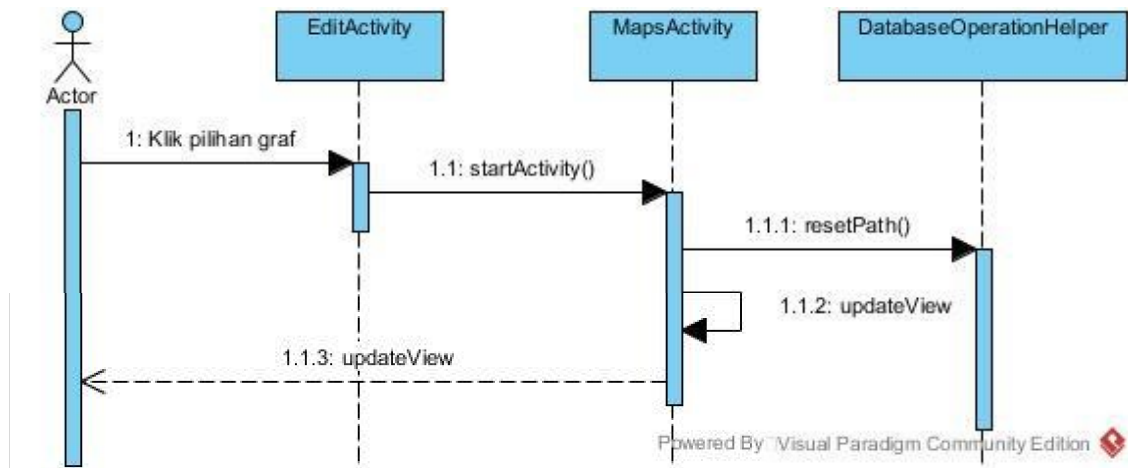 EditActivity
MapsActivity
DatabaseOperationHelper
Actor
1: Klik pilihan graf
1.1: startActivity()
1.1.1: resetPath()
1.1.2: updateView
1.1.3: updateView
Powered By Visual Paradigm Community Edition